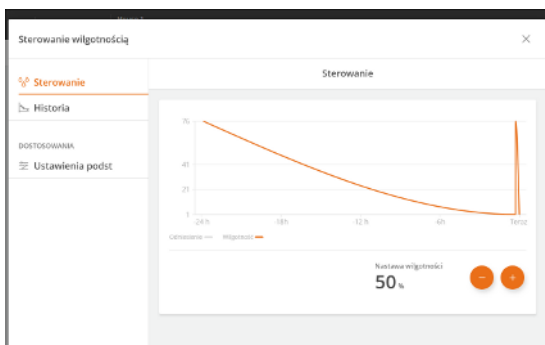 Sterowanie wilgotnością
Sterowanie
Historia
DOSTOSOWANIA
Ustawienia podst
Sterowanie
41
21
1
-24 h
-18h
-12 h
6h
Teraz
Wilgotność
Nastawa wilgotności
50 %